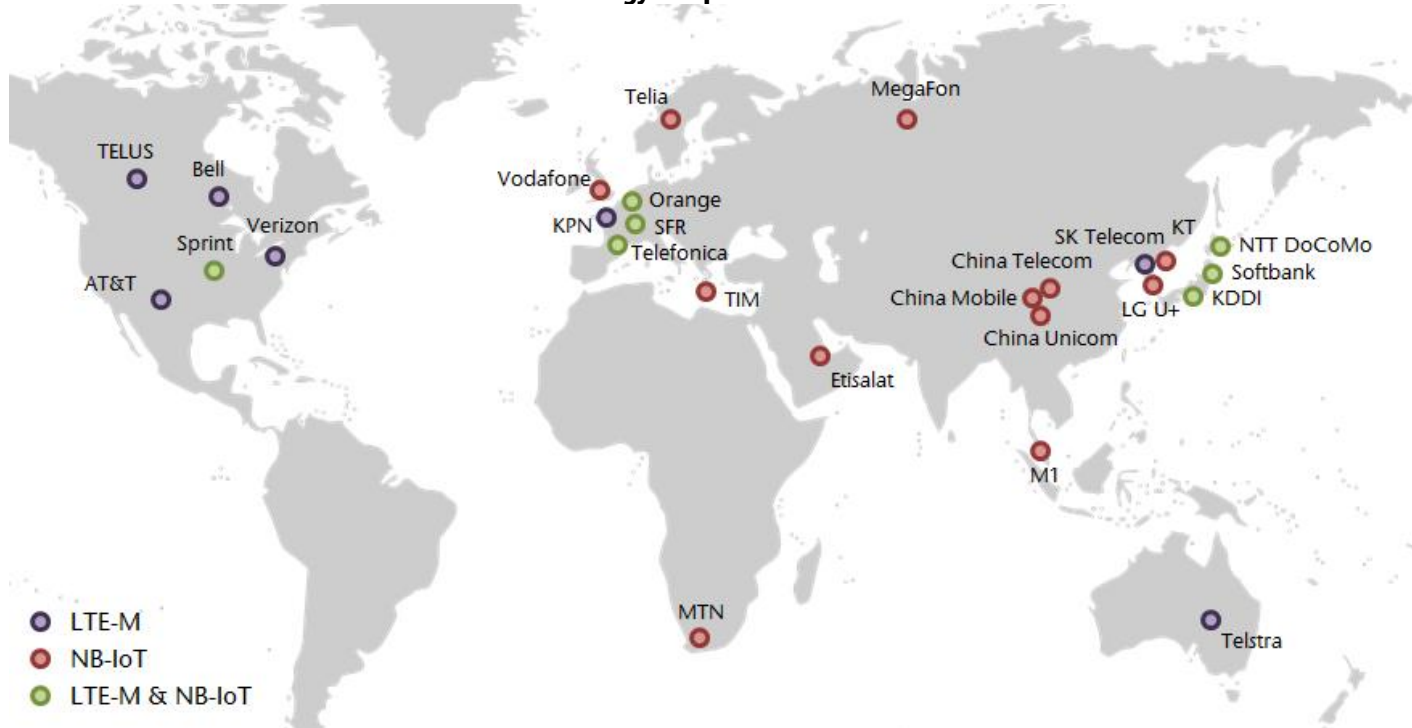 MegaFon
Telia
TELUS
Bell
Vodafone
Orange
KPN
SFR
Verizon
KT
SK Telecom
NTT DoCoMo
Sprint
Telefonica
China Telecom
Softbank
AT&T
TIM
China Mobile
KDDI
LG U+
China Unicom
Etisalat
M1
MTN
LTE-M
Telstra
NB-IoT
LTE-M & NB-IoT